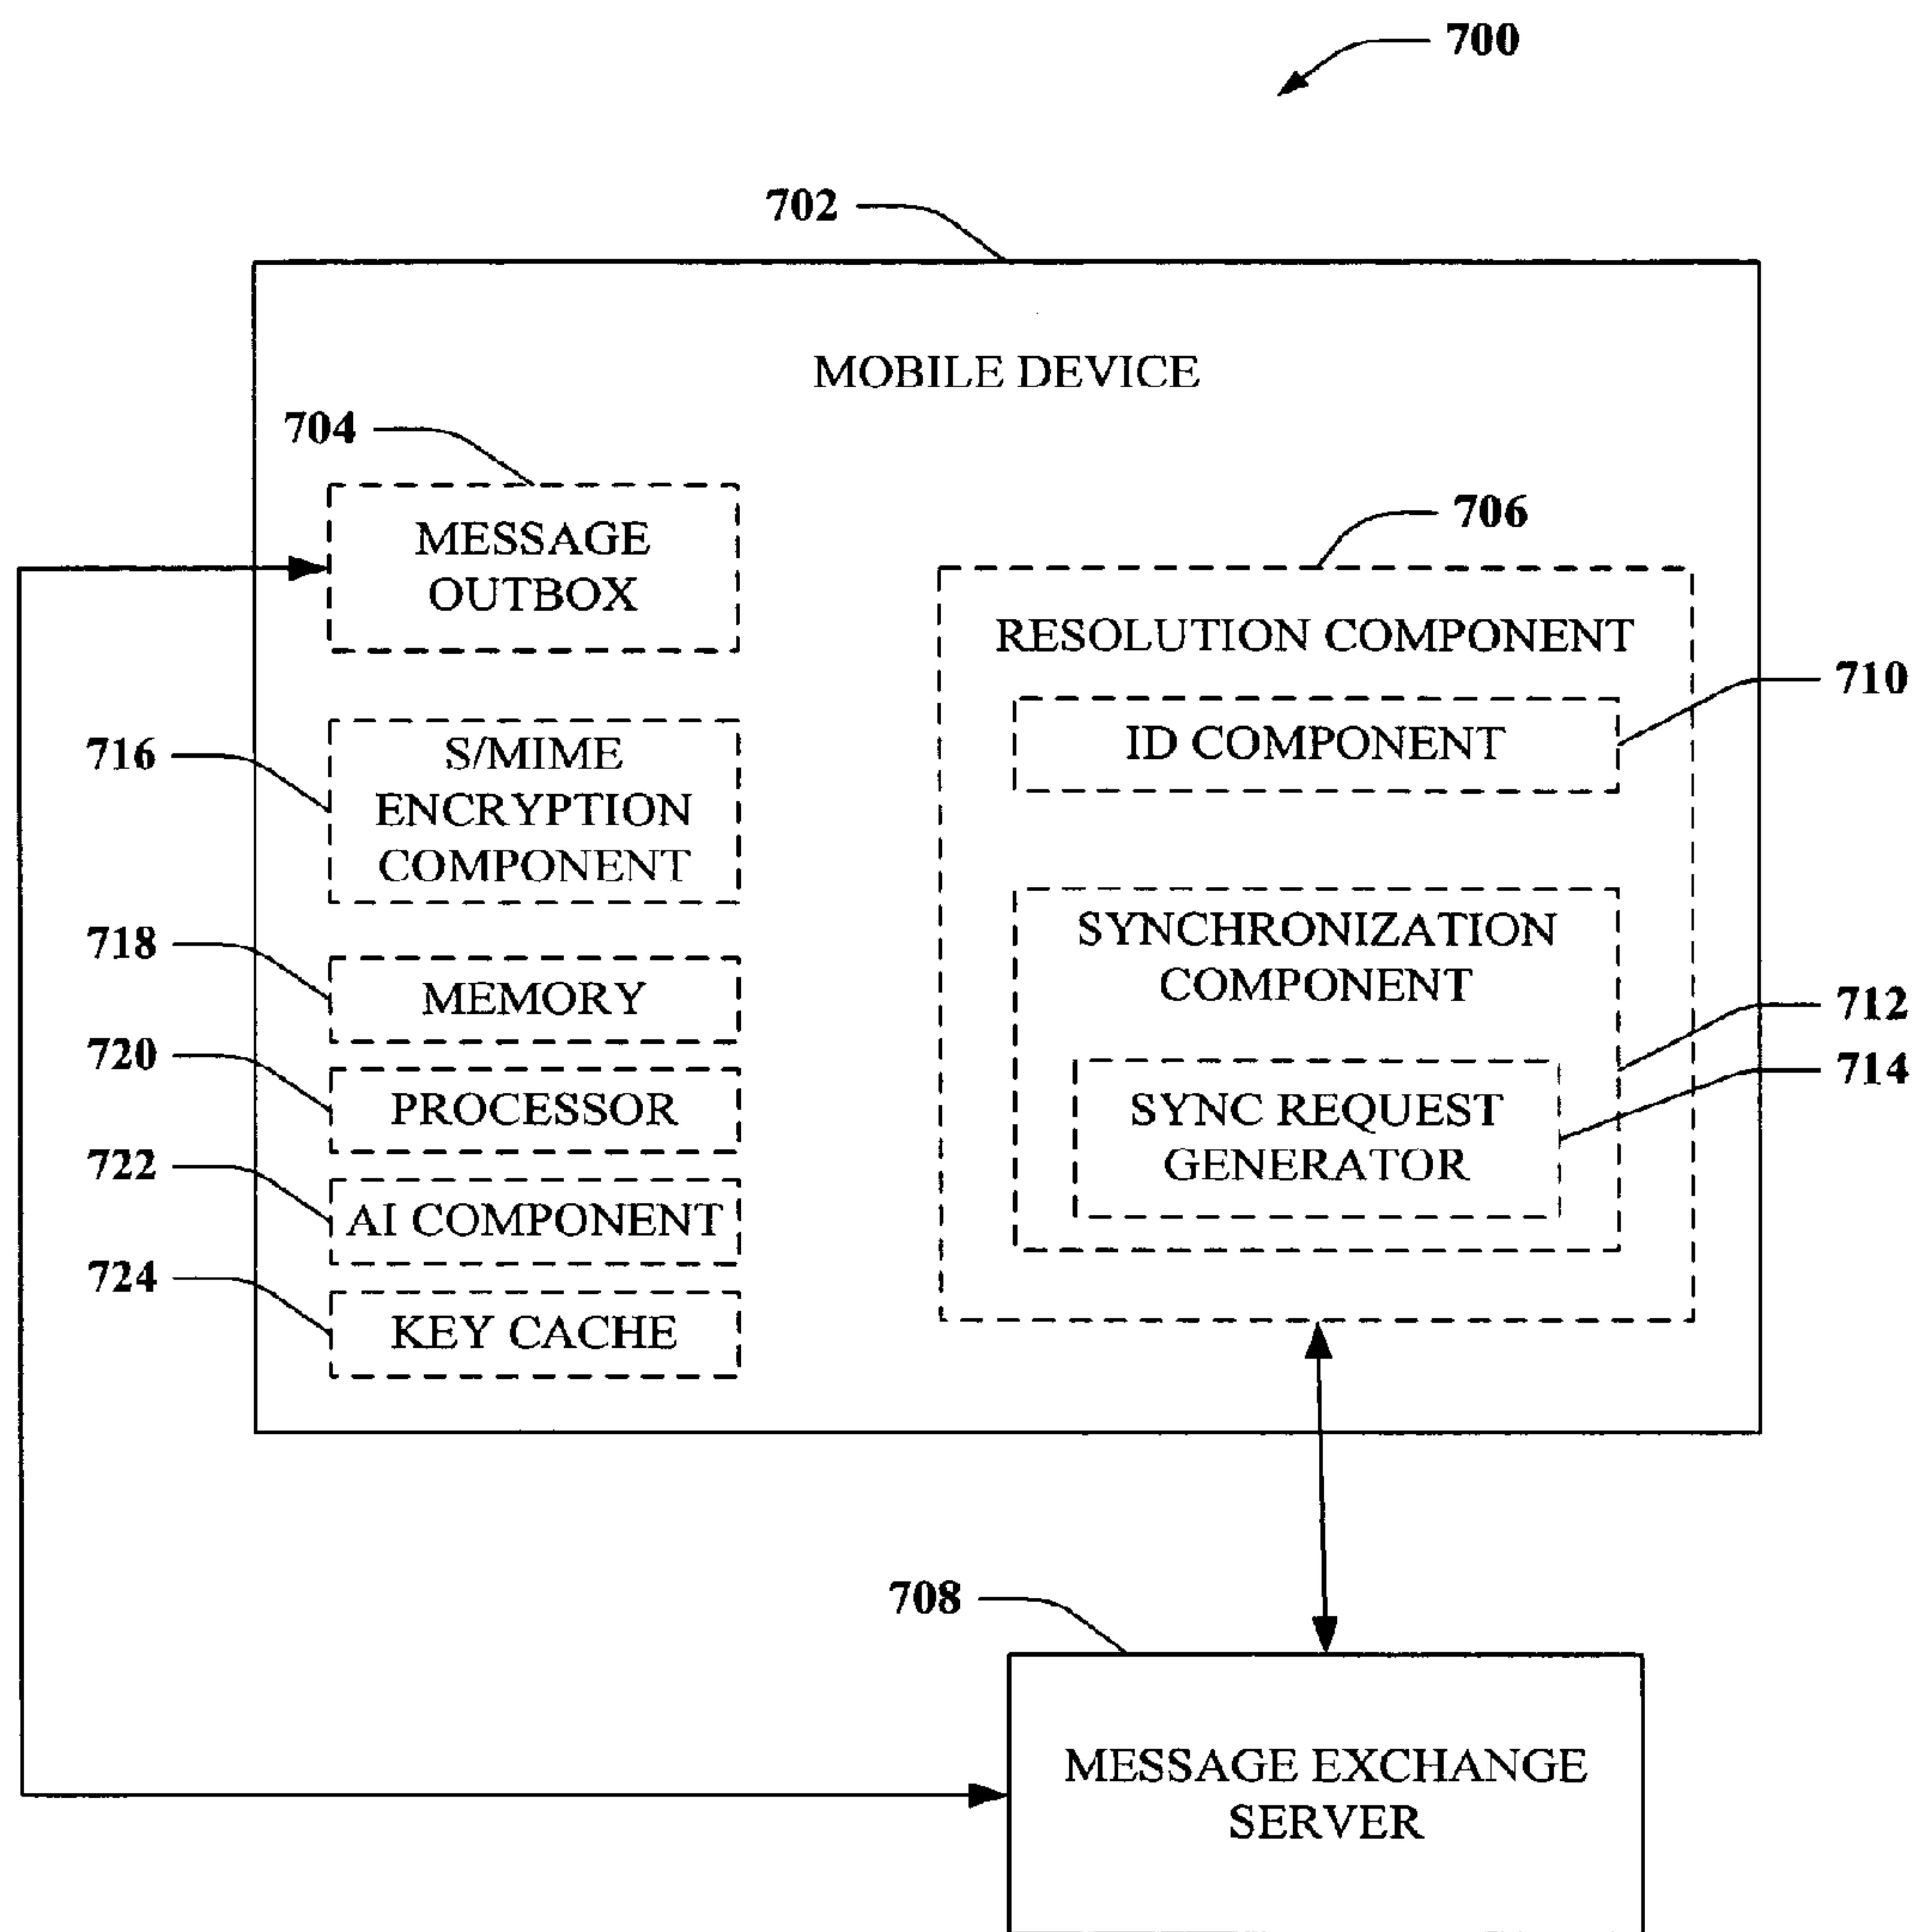 700
702
MOBILE DEVICE
704
MESSAGE
OUTBOX
706
RESOLUTION COMPONENT
710
ID COMPONENT
716
S/MIME
ENCRYPTION
COMPONENT
SYNCHRONIZATION
COMPONENT
712
714
SYNC REQUEST
GENERATOR
718
MEMORY
720
PROCESSOR
722
AI COMPONENT
724
KEY CACHE
708
MESSAGE EXCHANGE
SERVER